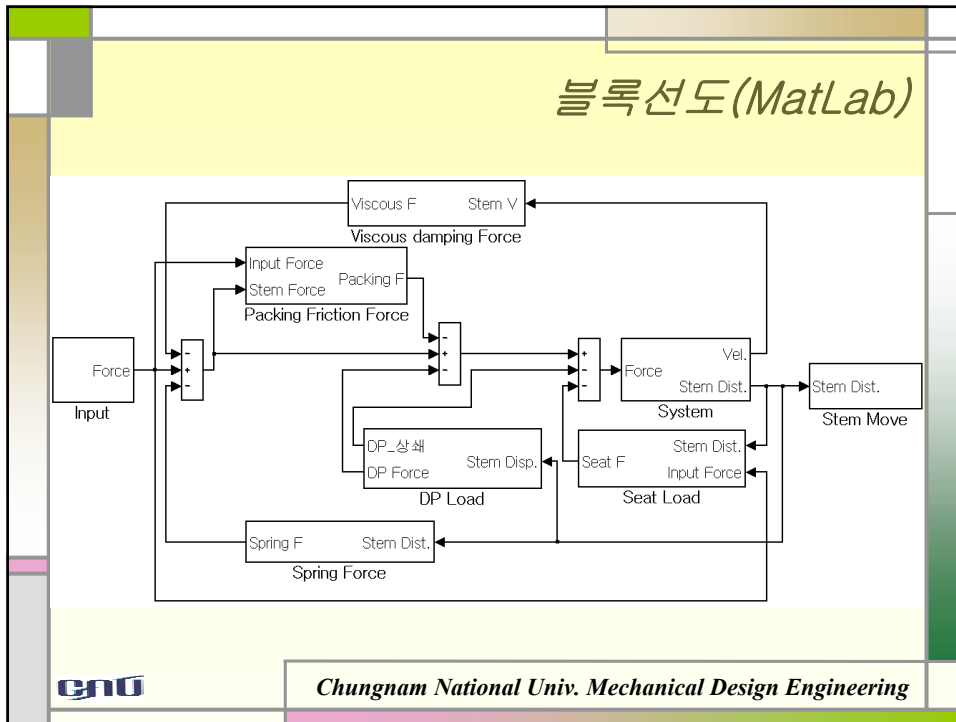 블록선도(MatLab)
Viscous F Stem V
Viscous damping Force
Input Force
Stem Force
Packing F
Packing Friction Force
-
+
-
Force
Input
-
+
-
+
-
-
Force
Vel.
Stem Dist.
System
Stem Dist.
Stem Move
DP_상쇄
DP Force
Stem Disp.
DP Load
Seat F
Stem Dist.
Input Force
Seat Load
Spring F Stem Dist.
Spring Force
CNU
Chungnam National Univ. Mechanical Design Engineering